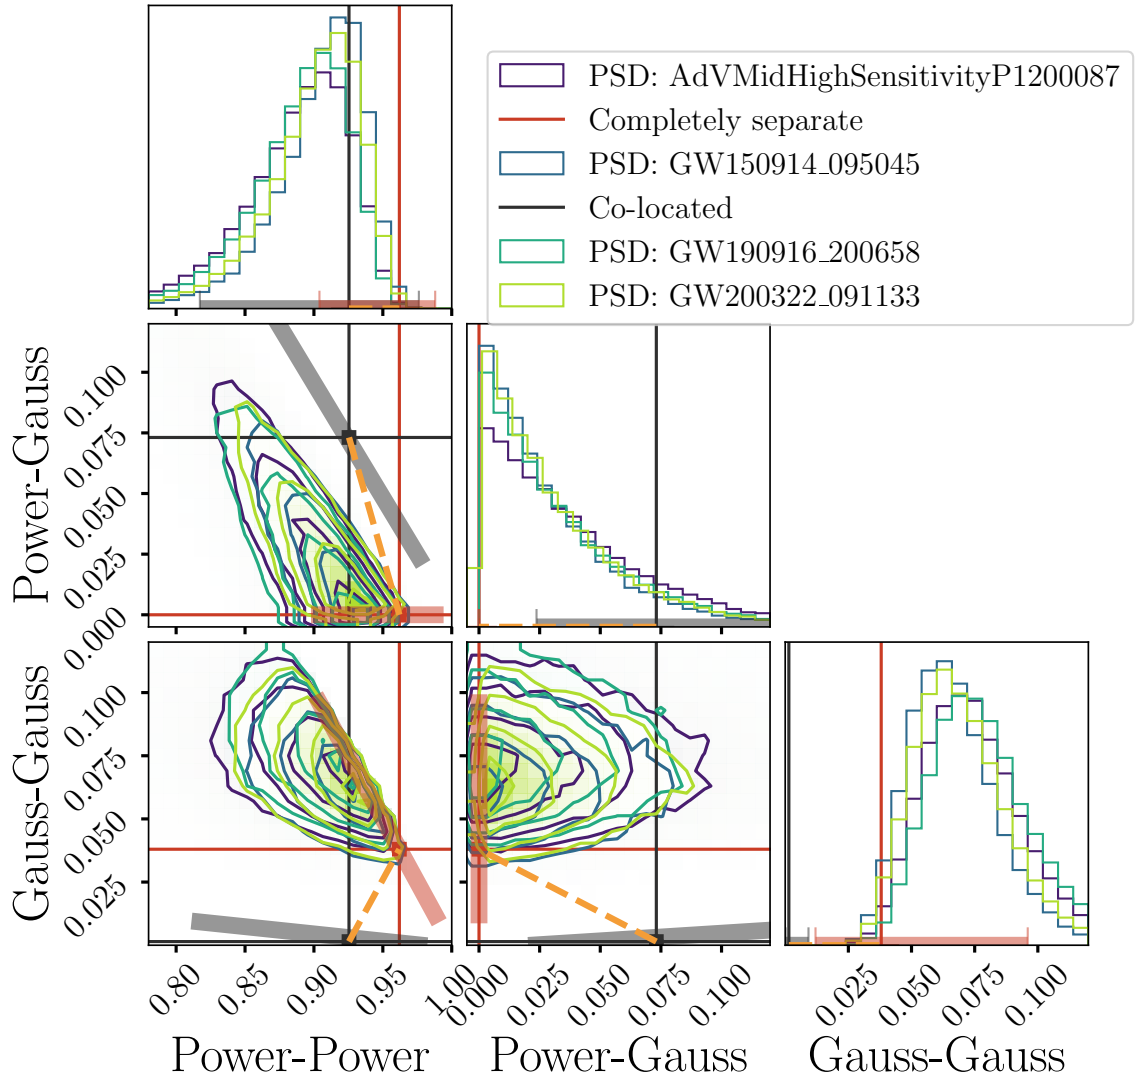 PSD: AdVMidHighSensitivityP1200087
Completely separate
PSD: GW150914_095045
Co-located
PSD: GW190916_200658
PSD: GW200322_091133
Power-Gauss
0.100
0.075
0.050
0.025
0.000
Gauss-Gauss
0.100
0.075
0.050
0.025
0.80 0.85 0.90 0.95 1.00
0.000 0.025 0.050 0.075 0.100
0.025 0.050 0.075 0.100
Power-Power Power-Gauss Gauss-Gauss